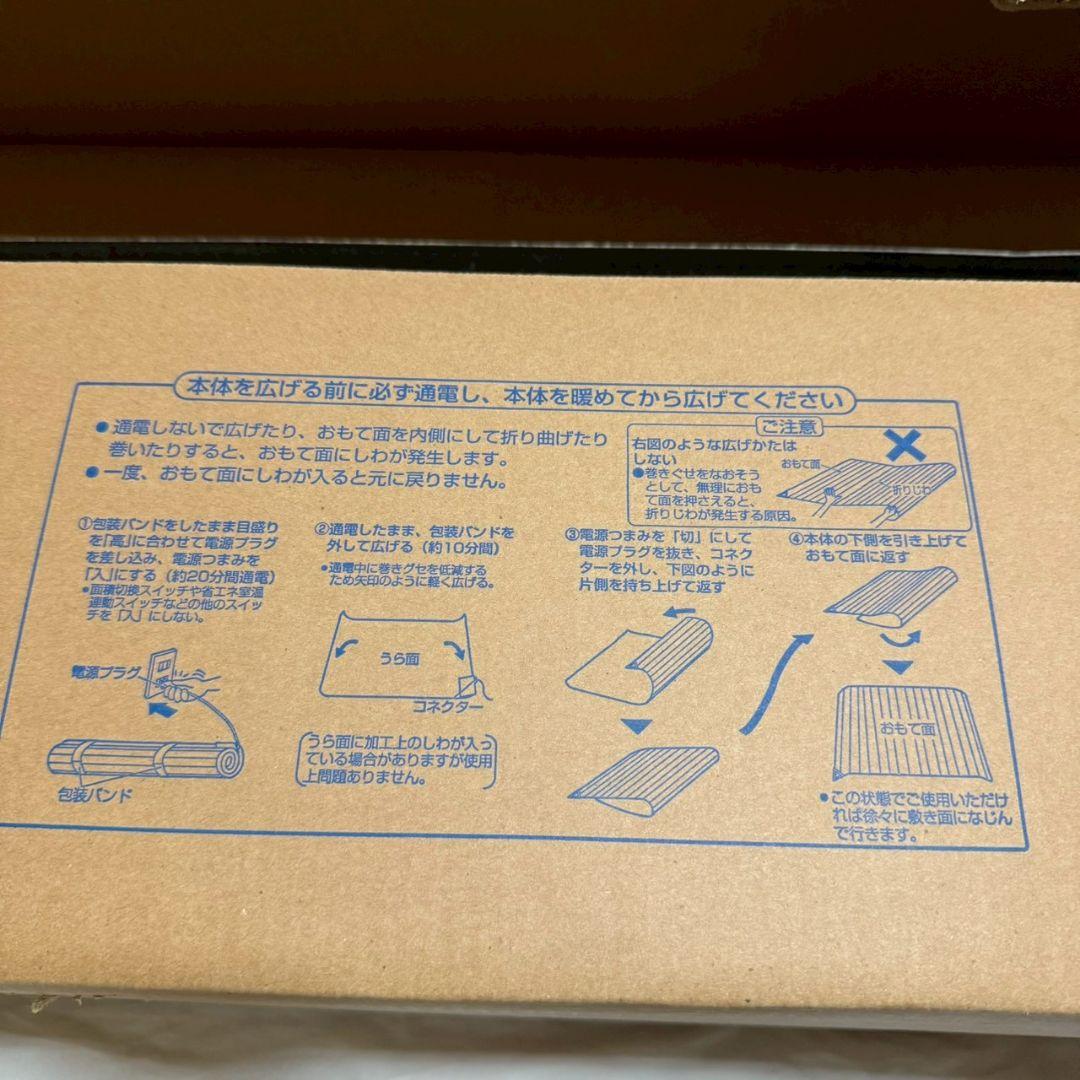 本体を広げる前に必ず通電し、本体を暖めてから広げてください
●通電しないで広げたり、おもて面を内側にして折り曲げたり
巻いたりすると、おもて面にしわが発生します。
●一度、おもて面にしわが入ると元に戻りません。
ご注意
右図のような広げかたは
しない
●巻きぐせをなおそう
として、無理におも
て面を押さえると、
折りじわが発生する原因。
おもて面
折りじわ
①包装バンドをしたまま目盛り
を「高」に合わせて電源プラグ
を差し込み、電源つまみを
「入」にする（約20分間通電）
●面積切換スイッチや省エネ室温
連動スイッチなどの他のスイッ
チを「入」にしない。
電源プラグ
包装バンド
②通電したまま、包装バンドを
外して広げる（約10分間）
●通電中に巻きグセを低減する
ため矢印のように軽く広げる。
うら面
コネクター
うら面に加工上のしわが入っ
ている場合がありますが使用
上問題ありません。
③電源つまみを「切」にして
電源プラグを抜き、コネク
ターを外し、下図のように
片側を持ち上げて返す
④本体の下側を引き上げて
おもて面に返す
おもて面
●この状態でご使用いただけ
れば徐々に敷き面になじん
で行きます。